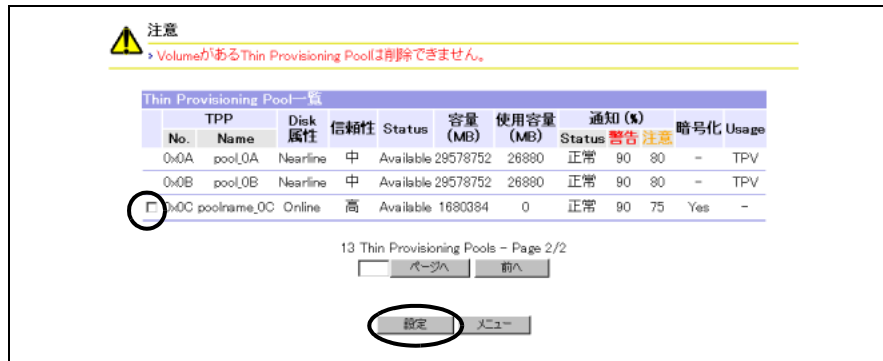 注意
› VolumeがあるThin Provisioning Poolは削除できません。
Thin Provisioning Pool一覧
TPP Disk属性 信頼性 Status 容量(MB) 使用容量(MB) 通知 (%) 暗号化 Usage
No. Name Status 警告 注意
0x0A pool_0A Nearline 中 Available 29578752 26880 正常 90 80 - TPV
0x0B pool_0B Nearline 中 Available 29578752 26880 正常 90 80 - TPV
0x0C poolname_0C Online 高 Available 1680384 0 正常 90 75 Yes -
13 Thin Provisioning Pools - Page 2/2
ページへ 前へ
設定 メニュー